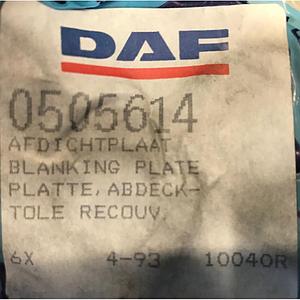 DAF
0505614
AFDICHTPLAAT
BLANKING PLATE
PLATTE,ABDECK-
TOLE RECOUV.
6X 4-93 10040R